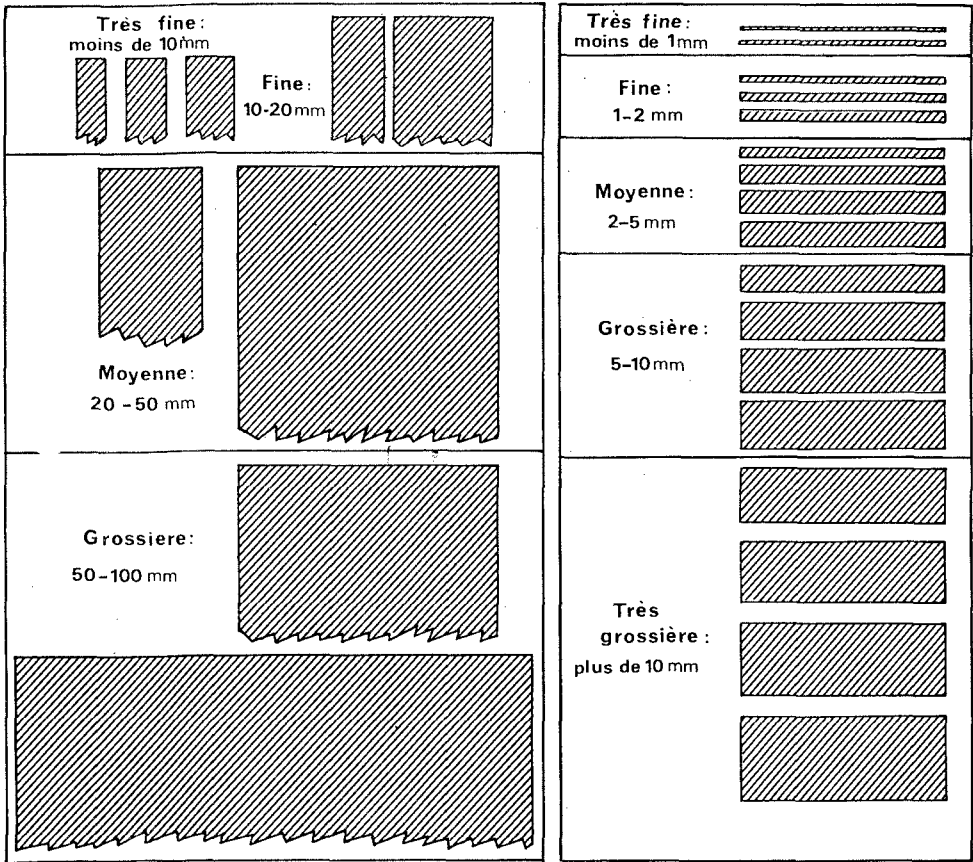 Très fine:
moins de 10mm
Fine:
10-20mm
Moyenne:
20-50 mm
Grossiere:
50-100 mm
Très fine:
moins de 1mm
Fine:
1-2 mm
Moyenne:
2-5 mm
Grossière:
5-10mm
Très
grossière:
plus de 10 mm